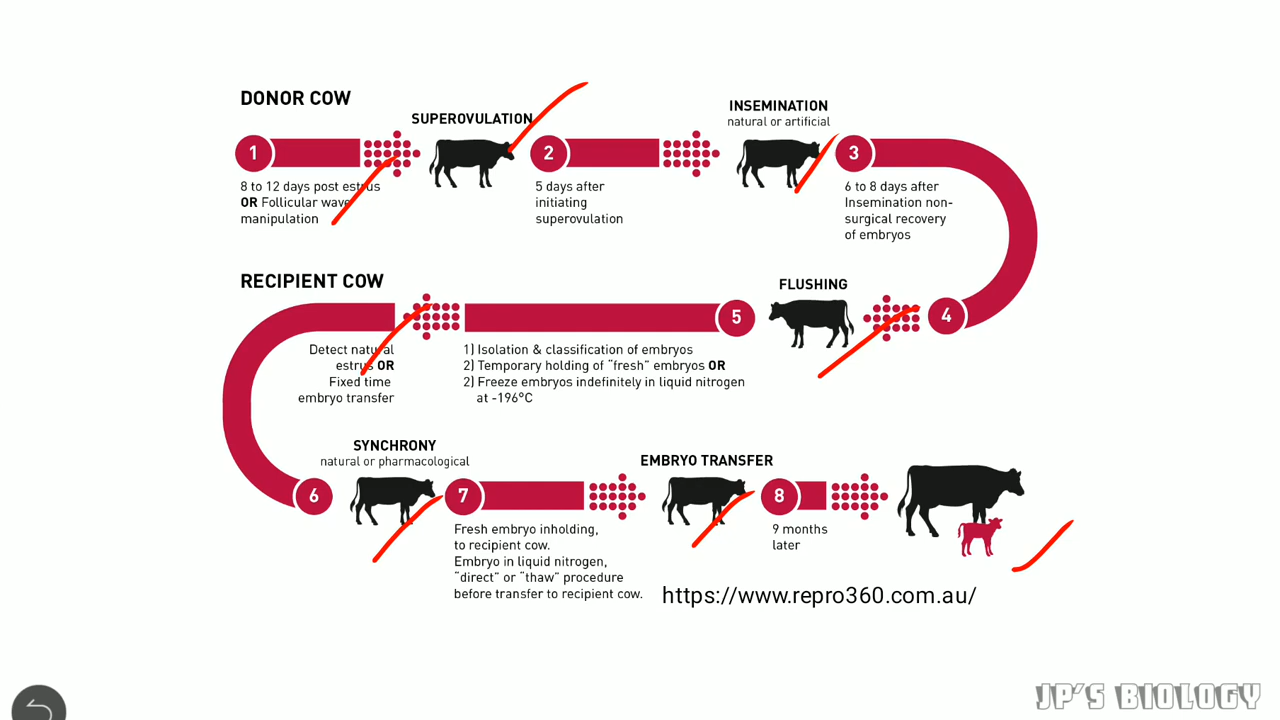 DONOR COW
SUPEROVULATION
INSEMINATION
natural or artificial
1
2
3
8 to 12 days post estrus
OR Follicular wave
manipulation
5 days after
initiating
superovulation
6 to 8 days after
Insemination non-
surgical recovery
of embryos
RECIPIENT COW
FLUSHING
5
4
Detect natural
estrus OR
Fixed time
embryo transfer
1) Isolation & classification of embryos
2) Temporary holding of "fresh" embryos OR
2) Freeze embryos indefinitely in liquid nitrogen
at -196°C
SYNCHRONY
natural or pharmacological
EMBRYO TRANSFER
6
7
8
Fresh embryo inholding,
to recipient cow.
Embryo in liquid nitrogen,
"direct" or "thaw" procedure
before transfer to recipient cow.
9 months
later
https://www.repro360.com.au/
JP'S BIOLOGY